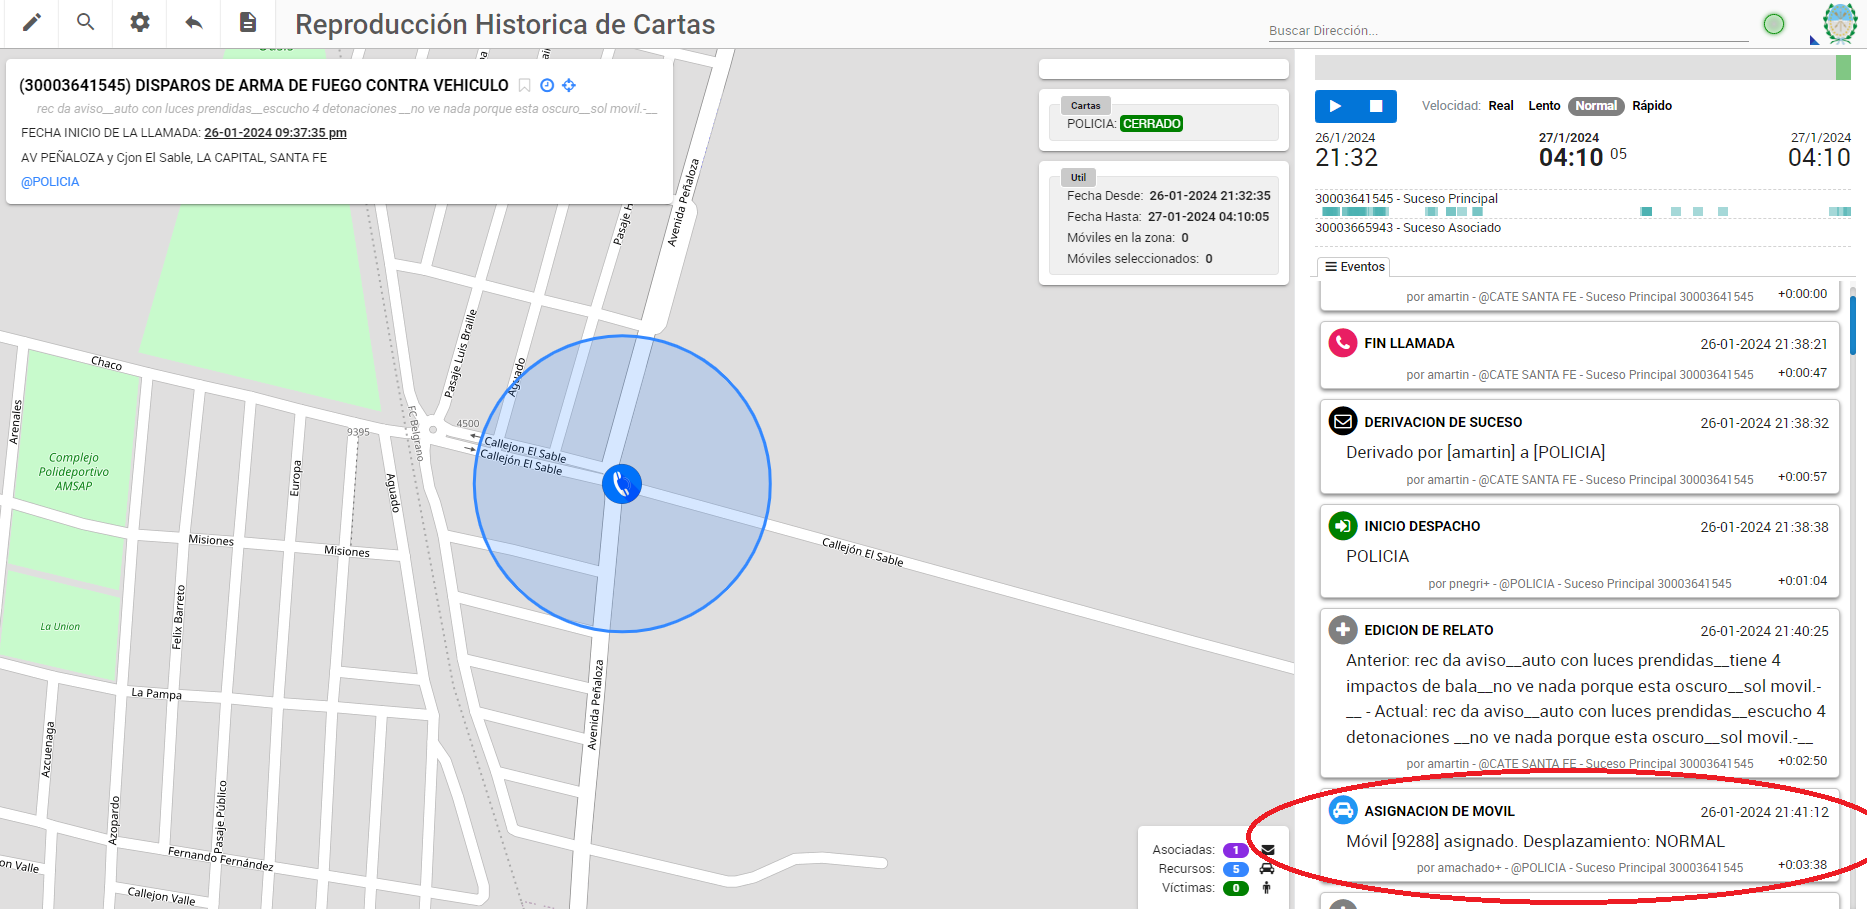 Reproducción Historica de Cartas
Buscar Dirección...
(30003641545) DISPAROS DE ARMA DE FUEGO CONTRA VEHICULO
rec da aviso__auto con luces prendidas__escucho 4 detonaciones __no ve nada porque esta oscuro__sol movil.-__
FECHA INICIO DE LA LLAMADA: 26-01-2024 09:37:35 pm
AV PEÑALOZA y Cjon El Sable, LA CAPITAL, SANTA FE
@POLICIA
Cartas
POLICIA: CERRADO
Util
Fecha Desde: 26-01-2024 21:32:35
Fecha Hasta: 27-01-2024 04:10:05
Móviles en la zona: 0
Móviles seleccionados: 0
Avenida Peñaloza
Pasaje H
Pasaje Luis Braille
Aguado
Chaco
Arenales
FC Belgrano
4500
9395
Callejon El Sable
Callejón El Sable
Complejo
Polideportivo
AMSAP
Europa
Aguado
Misiones
Misiones
Callejón El Sable
Felix Barreto
La Union
La Pampa
Avenida Peñaloza
Azcuenaga
Azopardo
Pasaje Público
Fernando Fernández
on Valle
Callejon Valle
Asociadas: 1
Recursos: 5
Víctimas: 0
Velocidad: Real Lento Normal Rápido
26/1/2024 27/1/2024 27/1/2024
21:32 04:10 05 04:10
30003641545 - Suceso Principal
30003665943 - Suceso Asociado
Eventos
por amartin - @CATE SANTA FE - Suceso Principal 30003641545 +0:00:00
FIN LLAMADA 26-01-2024 21:38:21
por amartin - @CATE SANTA FE - Suceso Principal 30003641545 +0:00:47
DERIVACION DE SUCESO 26-01-2024 21:38:32
Derivado por [amartin] a [POLICIA]
por amartin - @CATE SANTA FE - Suceso Principal 30003641545 +0:00:57
INICIO DESPACHO 26-01-2024 21:38:38
POLICIA
por pnegri+ - @POLICIA - Suceso Principal 30003641545 +0:01:04
EDICION DE RELATO 26-01-2024 21:40:25
Anterior: rec da aviso__auto con luces prendidas__tiene 4
impactos de bala__no ve nada porque esta oscuro__sol movil.-
__ - Actual: rec da aviso__auto con luces prendidas__escucho 4
detonaciones __no ve nada porque esta oscuro__sol movil.-__
por amartin - @CATE SANTA FE - Suceso Principal 30003641545 +0:02:50
ASIGNACION DE MOVIL 26-01-2024 21:41:12
Móvil [9288] asignado. Desplazamiento: NORMAL
por amachado+ - @POLICIA - Suceso Principal 30003641545 +0:03:38